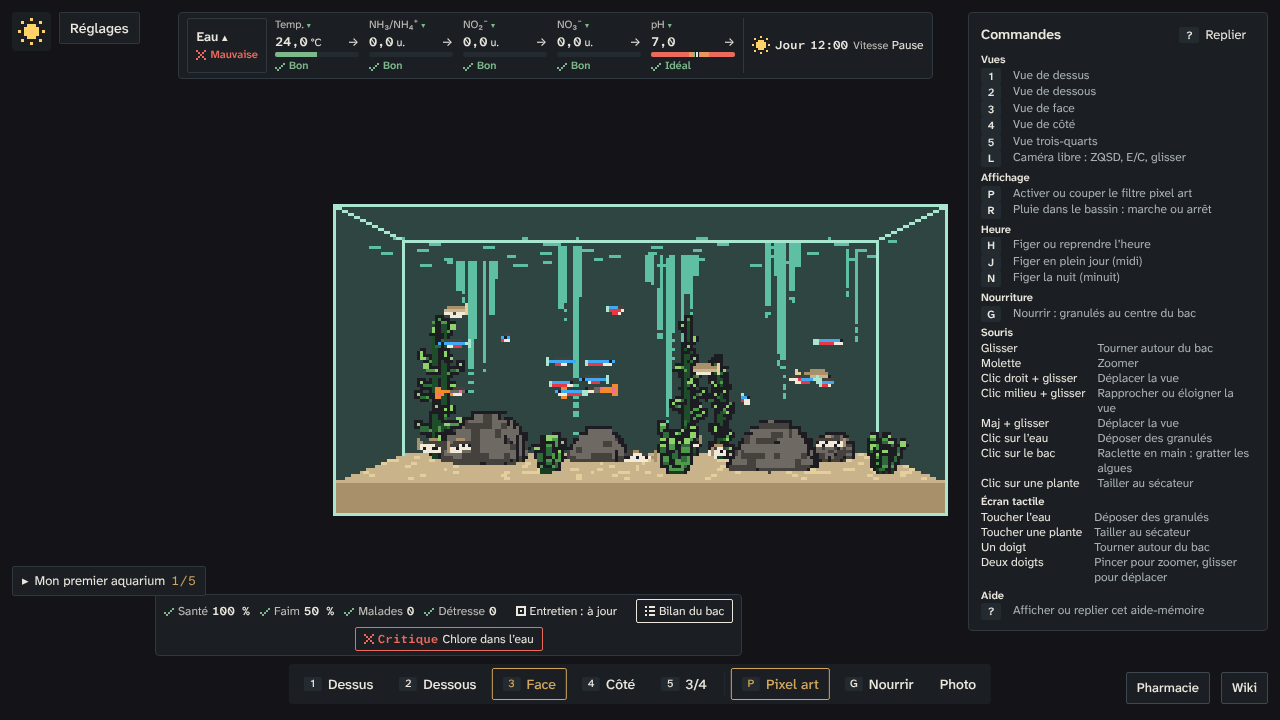 Réglages
Eau ▴
Mauvaise
Temp. ▾
24,0 °C →
Bon
NH₃/NH₄⁺ ▾
0,0 u. →
Bon
NO₂⁻ ▾
0,0 u. →
Bon
NO₃⁻ ▾
0,0 u. →
Bon
pH ▾
7,0 →
Idéal
Jour 12:00 Vitesse Pause
Commandes ? Replier
Vues
1 Vue de dessus
2 Vue de dessous
3 Vue de face
4 Vue de côté
5 Vue trois-quarts
L Caméra libre : ZQSD, E/C, glisser
Affichage
P Activer ou couper le filtre pixel art
R Pluie dans le bassin : marche ou arrêt
Heure
H Figer ou reprendre l'heure
J Figer en plein jour (midi)
N Figer la nuit (minuit)
Nourriture
G Nourrir : granulés au centre du bac
Souris
Glisser Tourner autour du bac
Molette Zoomer
Clic droit + glisser Déplacer la vue
Clic milieu + glisser Rapprocher ou éloigner la
vue
Maj + glisser Déplacer la vue
Clic sur l'eau Déposer des granulés
Clic sur le bac Raclette en main : gratter les
algues
Clic sur une plante Tailler au sécateur
Écran tactile
Toucher l'eau Déposer des granulés
Toucher une plante Tailler au sécateur
Un doigt Tourner autour du bac
Deux doigts Pincer pour zoomer, glisser
pour déplacer
Aide
? Afficher ou replier cet aide-mémoire
▸ Mon premier aquarium 1/5
Santé 100 % Faim 50 % Malades 0 Détresse 0 Entretien : à jour Bilan du bac
Critique Chlore dans l'eau
1 Dessus 2 Dessous 3 Face 4 Côté 5 3/4 P Pixel art G Nourrir Photo
Pharmacie Wiki